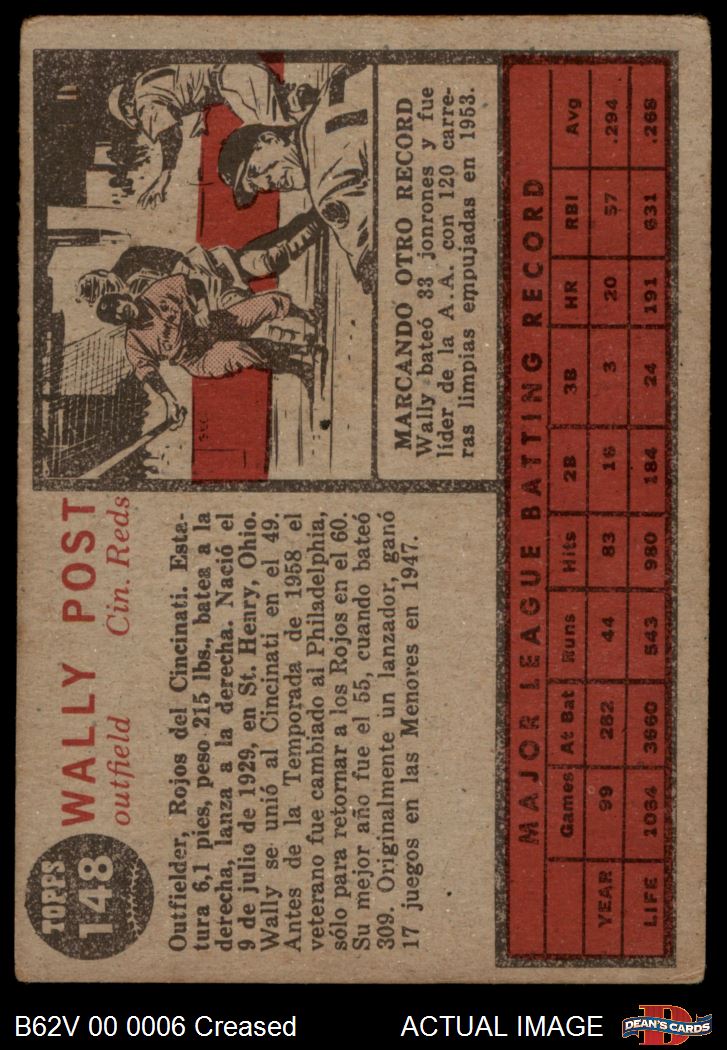 TOPPS
148
WALLY POST
outfield Cin. Reds
Outfielder, Rojos del Cincinati. Esta-
tura 6,1 pies, peso 215 lbs., batea a la
derecha, lanza a la derecha. Nació el
9 de julio de 1929, en St. Henry, Ohio.
Wally se unió al Cincinati en el 49.
Antes de la Temporada de 1958 el
veterano fue cambiado al Philadelphia,
sólo para retornar a los Rojos en el 60.
Su mejor año fue el 55, cuando bateó
309. Originalmente un lanzador, ganó
17 juegos en las Menores en 1947.
MARCANDO OTRO RECORD
Wally bateó 33 jonrones y fue
líder de la A.A. con 120 carre-
ras limpias empujadas en 1953.
MAJOR LEAGUE BATTING RECORD
Games At Bat Runs Hits 2B 3B HR RBI Avg
YEAR 99 282 44 83 16 3 20 57 .294
LIFE 1034 3660 543 980 184 24 191 631 .268
B62V 00 0006 Creased ACTUAL IMAGE
D
DEAN'S CARDS